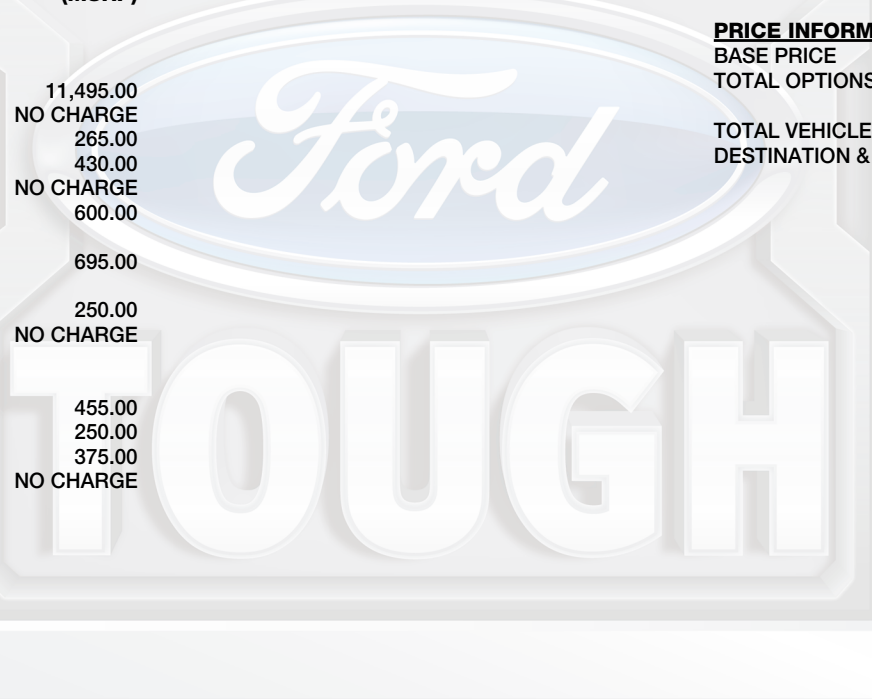 (MSRP)
11,495.00
NO CHARGE
265.00
430.00
NO CHARGE
600.00
695.00
250.00
NO CHARGE
455.00
250.00
375.00
NO CHARGE
PRICE INFORM
BASE PRICE
TOTAL OPTIONS
TOTAL VEHICLE
DESTINATION &
Ford
TOUGH